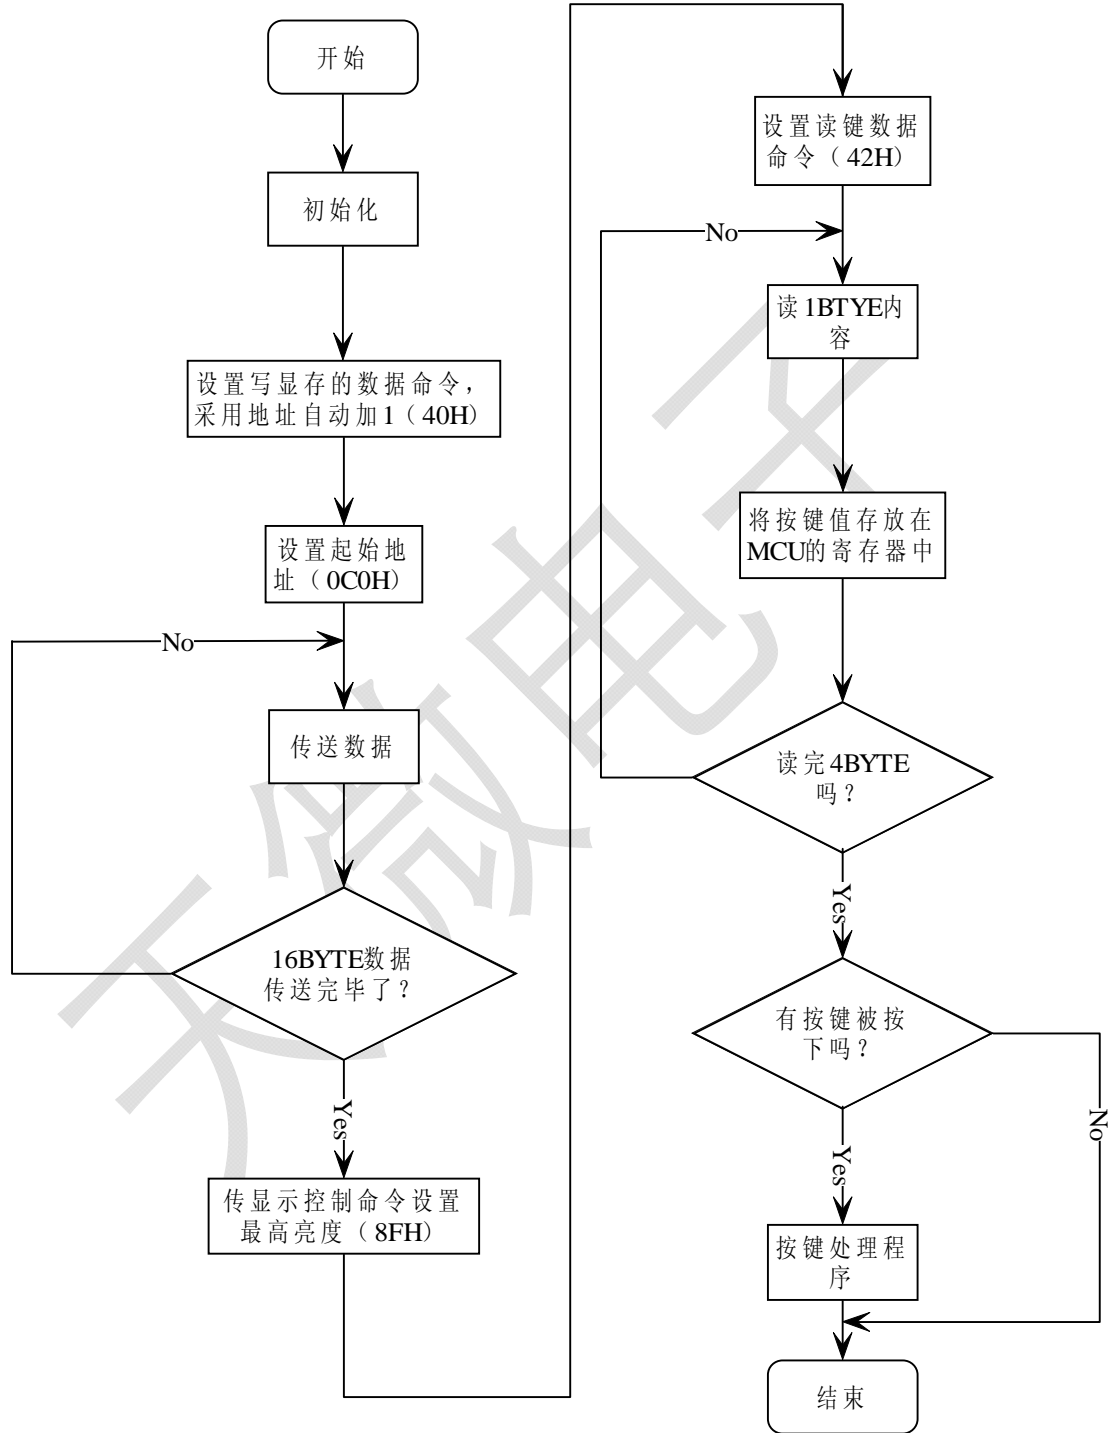 开始
初始化
设置写显存的数据命令，
采用地址自动加1（40H）
设置起始地
址（0C0H）
No
传送数据
16BYTE数据
传送完毕了？
Yes
传显示控制命令设置
最高亮度（8FH）
设置读键数据
命令（42H）
No
读1BTYE内
容
将按键值存放在
MCU的寄存器中
读完4BYTE
吗？
Yes
有按键被按
下吗？
No
Yes
按键处理程
序
结束
天微电子